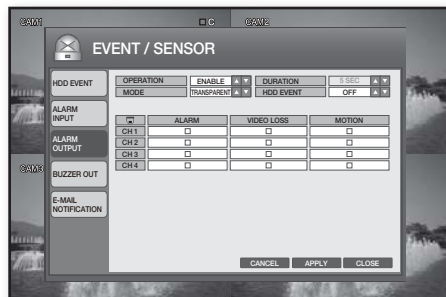 CAM1 C CAM2
EVENT / SENSOR
HDD EVENT
ALARM INPUT
ALARM OUTPUT
CAM3
BUZZER OUT
E-MAIL NOTIFICATION
OPERATION ENABLE DURATION 5 SEC
MODE TRANSPARENT HDD EVENT OFF
ALARM VIDEO LOSS MOTION
CH 1
CH 2
CH 3
CH 4
CANCEL APPLY CLOSE